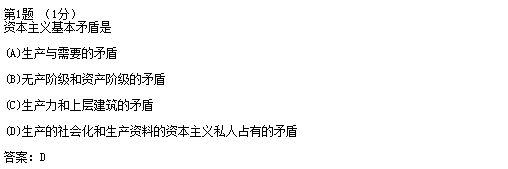 第1题 （1分）
资本主义基本矛盾是
(A)生产与需要的矛盾
(B)无产阶级和资产阶级的矛盾
(C)生产力和上层建筑的矛盾
(D)生产的社会化和生产资料的资本主义私人占有的矛盾
答案：D